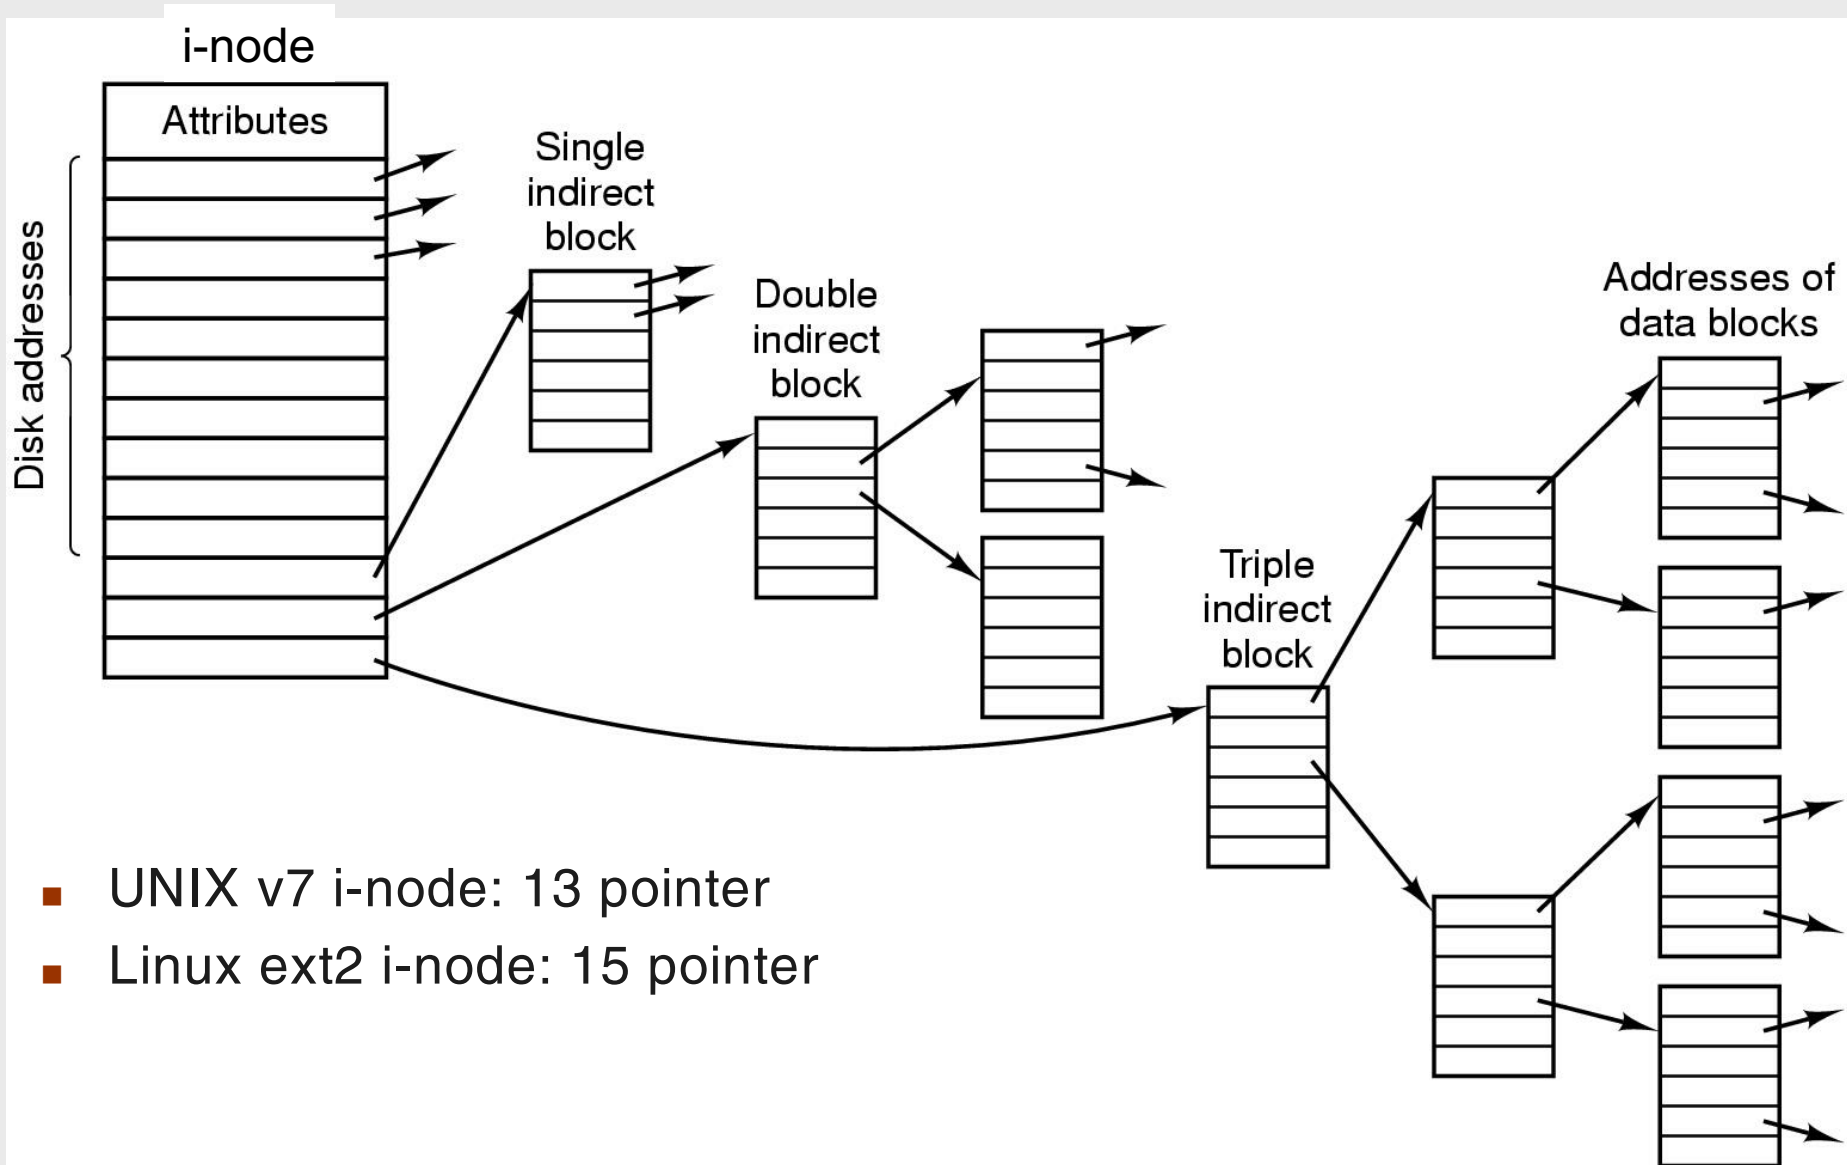 i-node
Attributes
Disk addresses
Single
indirect
block
Double
indirect
block
Triple
indirect
block
Addresses of
data blocks
UNIX v7 i-node: 13 pointer
Linux ext2 i-node: 15 pointer